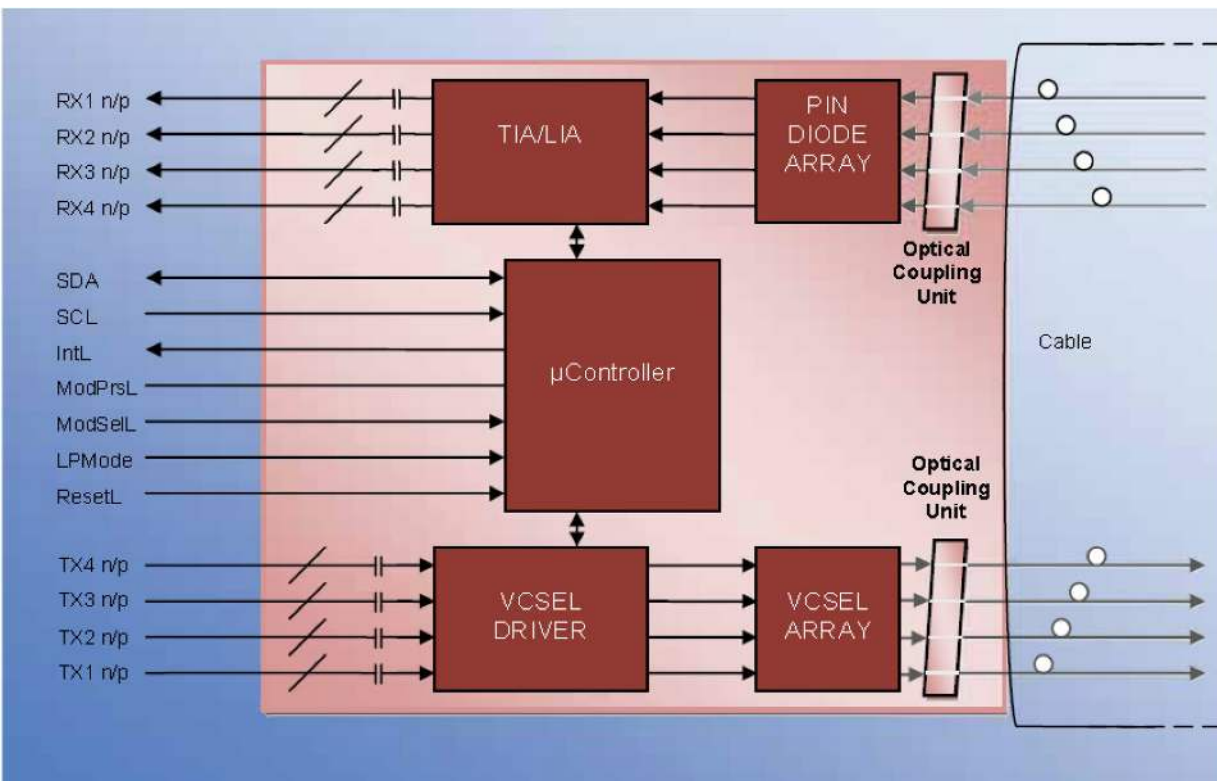 RX1 n/p
RX2 n/p
RX3 n/p
RX4 n/p
TIA/LIA
PIN
DIODE
ARRAY
Optical
Coupling
Unit
SDA
SCL
IntL
ModPrsL
ModSelL
LPMode
ResetL
µController
Cable
Optical
Coupling
Unit
TX4 n/p
TX3 n/p
TX2 n/p
TX1 n/p
VCSEL
DRIVER
VCSEL
ARRAY